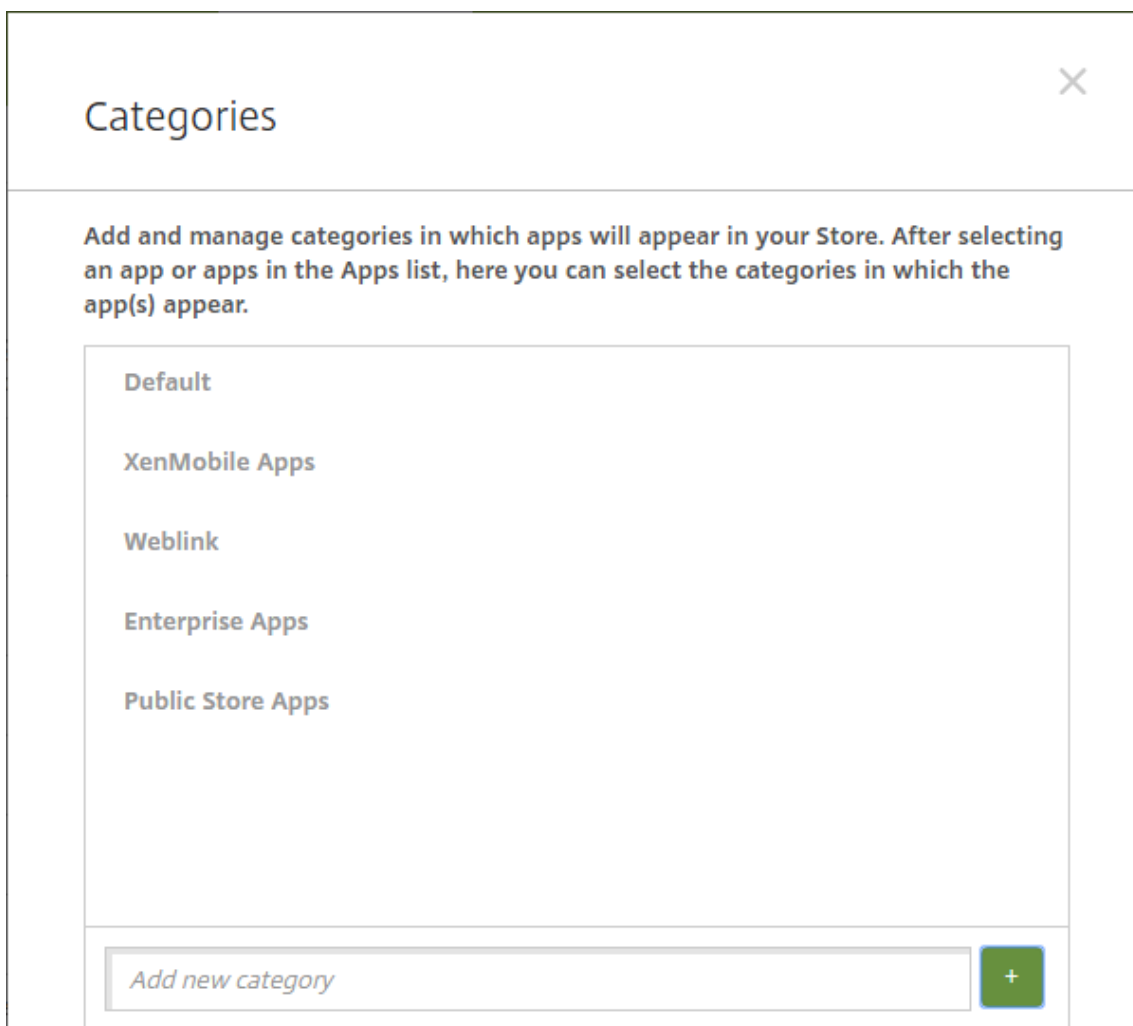 Categories
Add and manage categories in which apps will appear in your Store. After selecting
an app or apps in the Apps list, here you can select the categories in which the
app(s) appear.
Default
XenMobile Apps
Weblink
Enterprise Apps
Public Store Apps
Add new category
+